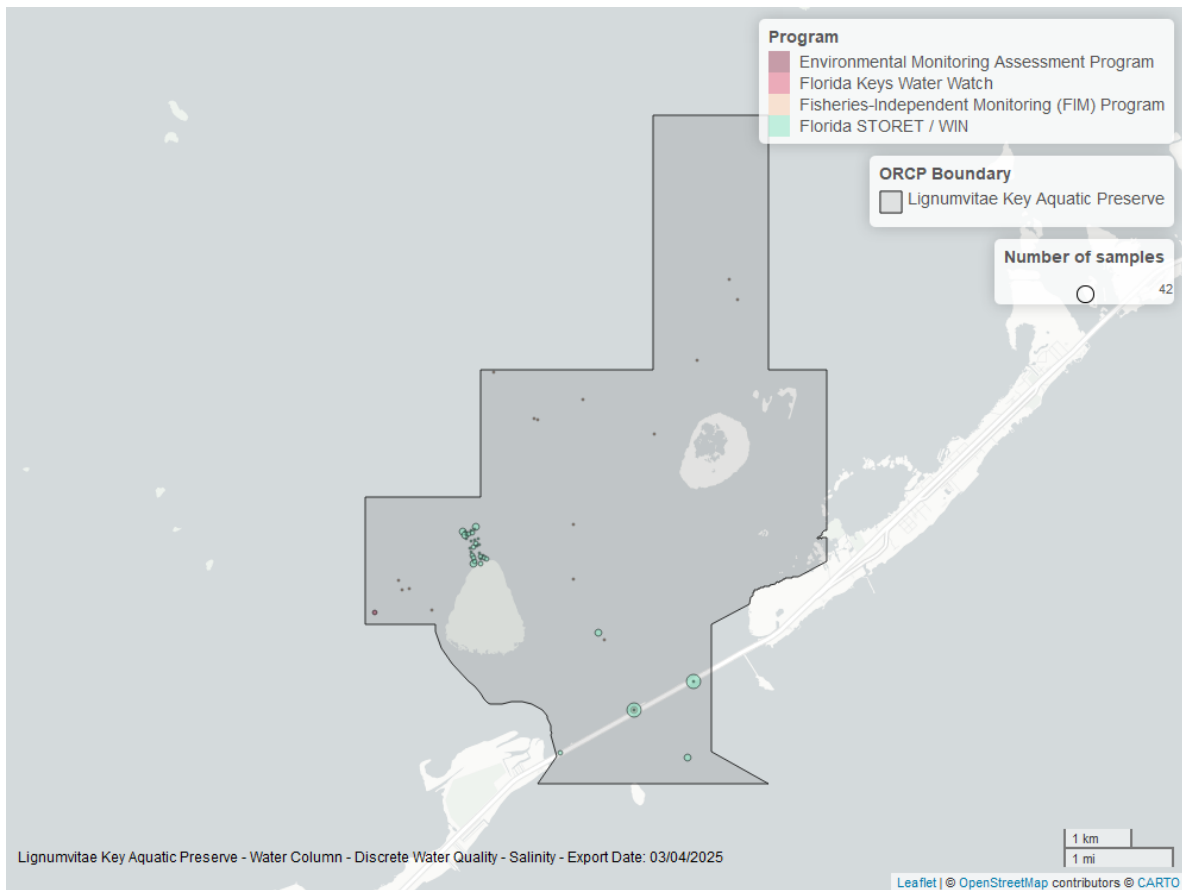 Program
Environmental Monitoring Assessment Program
Florida Keys Water Watch
Fisheries-Independent Monitoring (FIM) Program
Florida STORET / WIN
ORCP Boundary
Lignumvitae Key Aquatic Preserve
Number of samples
42
1 km
1 mi
Lignumvitae Key Aquatic Preserve - Water Column - Discrete Water Quality - Salinity - Export Date: 03/04/2025
Leaflet | © OpenStreetMap contributors © CARTO